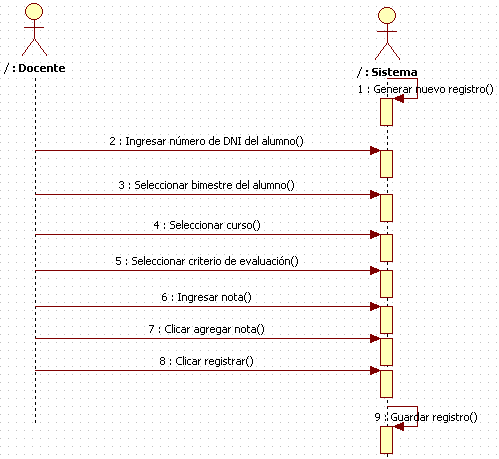 / : Docente
/ : Sistema
1 : Generar nuevo registro()
2 : Ingresar número de DNI del alumno()
3 : Seleccionar bimestre del alumno()
4 : Seleccionar curso()
5 : Seleccionar criterio de evaluación()
6 : Ingresar nota()
7 : Clicar agregar nota()
8 : Clicar registrar()
9 : Guardar registro()